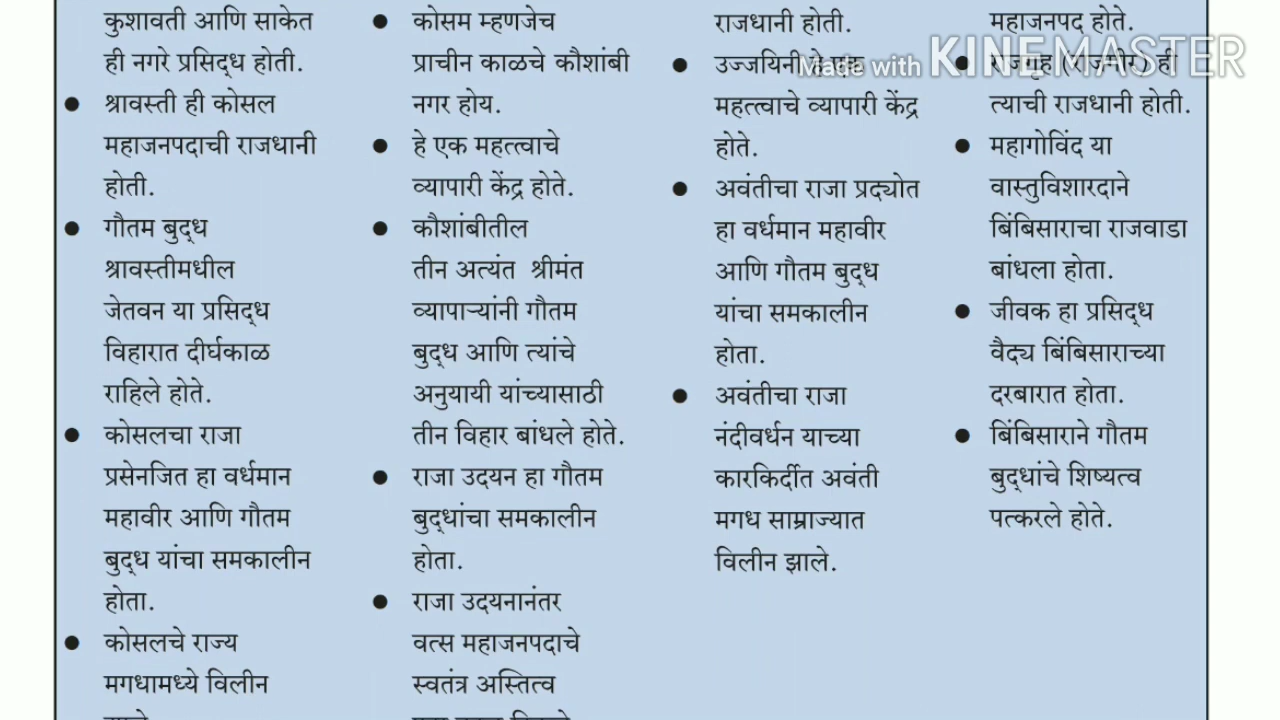 कुशावती आणि साकेत
ही नगरे प्रसिद्ध होती.
● श्रावस्ती ही कोसल
महाजनपदाची राजधानी
होती.
● गौतम बुद्ध
श्रावस्तीमधील
जेतवन या प्रसिद्ध
विहारात दीर्घकाळ
राहिले होते.
● कोसलचा राजा
प्रसेनजित हा वर्धमान
महावीर आणि गौतम
बुद्ध यांचा समकालीन
होता.
● कोसलचे राज्य
मगधामध्ये विलीन
● कोसम म्हणजेच
प्राचीन काळचे कौशांबी
नगर होय.
● हे एक महत्त्वाचे
व्यापारी केंद्र होते.
● कौशांबीतील
तीन अत्यंत श्रीमंत
व्यापाऱ्यांनी गौतम
बुद्ध आणि त्यांचे
अनुयायी यांच्यासाठी
तीन विहार बांधले होते.
● राजा उदयन हा गौतम
बुद्धांचा समकालीन
होता.
● राजा उदयनानंतर
वत्स महाजनपदाचे
स्वतंत्र अस्तित्व
राजधानी होती.
● उज्जयिनी हे एक
महत्त्वाचे व्यापारी केंद्र
होते.
● अवंतीचा राजा प्रद्योत
हा वर्धमान महावीर
आणि गौतम बुद्ध
यांचा समकालीन
होता.
● अवंतीचा राजा
नंदीवर्धन याच्या
कारकिर्दीत अवंती
मगध साम्राज्यात
विलीन झाले.
महाजनपद होते.
● राजगृह (राजगीर) ही
त्याची राजधानी होती.
● महागोविंद या
वास्तुविशारदाने
बिंबिसाराचा राजवाडा
बांधला होता.
● जीवक हा प्रसिद्ध
वैद्य बिंबिसाराच्या
दरबारात होता.
● बिंबिसाराने गौतम
बुद्धांचे शिष्यत्व
पत्करले होते.
Made with KINEMASTER